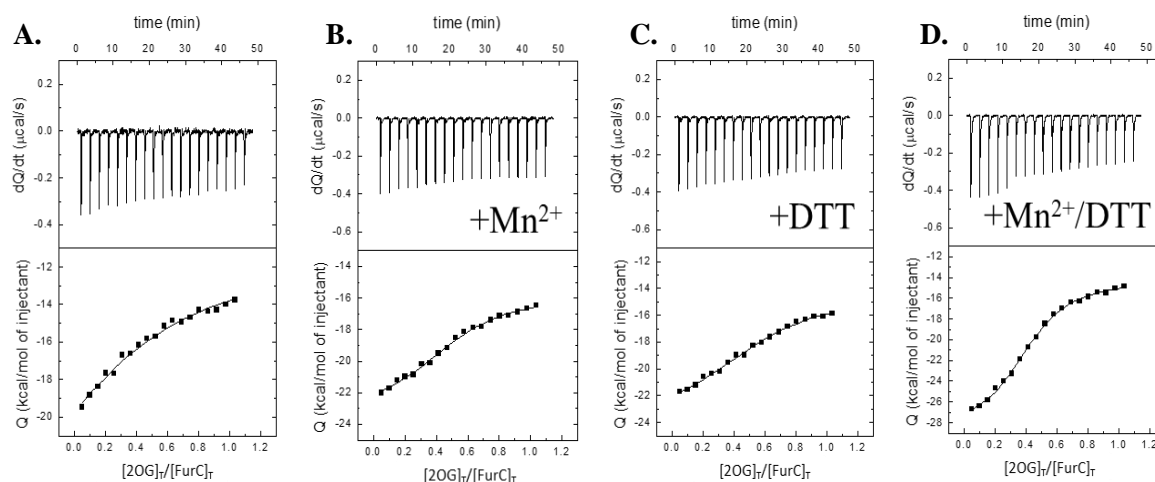 A.
time (min)
0 10 20 30 40 50
0.2
0.0
-0.2
-0.4
dQ/dt (µcal/s)
-12
-14
-16
-18
-20
Q (kcal/mol of injectant)
0.0 0.2 0.4 0.6 0.8 1.0 1.2
[2OG]T/[FurC]T
B.
time (min)
0 10 20 30 40 50
0.2
0.0
-0.2
-0.4
-0.6
dQ/dt (µcal/s)
+Mn²⁺
-14
-16
-18
-20
-22
-24
Q (kcal/mol of injectant)
0.0 0.2 0.4 0.6 0.8 1.0 1.2
[2OG]T/[FurC]T
C.
time (min)
0 10 20 30 40 50
0.2
0.0
-0.2
-0.4
-0.6
dQ/dt (µcal/s)
+DTT
-14
-16
-18
-20
-22
-24
Q (kcal/mol of injectant)
0.0 0.2 0.4 0.6 0.8 1.0 1.2
[2OG]T/[FurC]T
D.
time (min)
0 10 20 30 40 50
0.2
0.0
-0.2
-0.4
-0.6
dQ/dt (µcal/s)
+Mn²⁺/DTT
-12
-14
-16
-18
-20
-22
-24
-26
-28
Q (kcal/mol of injectant)
0.0 0.2 0.4 0.6 0.8 1.0 1.2
[2OG]T/[FurC]T